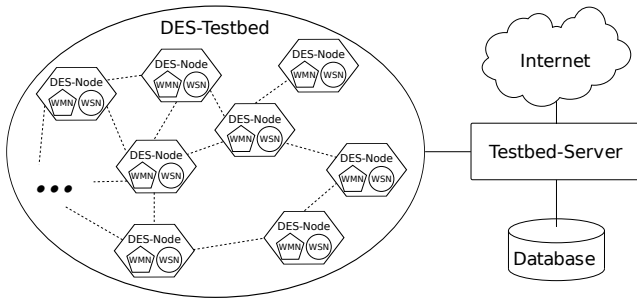 DES-Testbed
Internet
Testbed-Server
Database
DES-Node
WMN WSN
DES-Node
WMN WSN
DES-Node
WMN WSN
DES-Node
WMN WSN
DES-Node
WMN WSN
DES-Node
WMN WSN
DES-Node
WMN WSN
DES-Node
WMN WSN